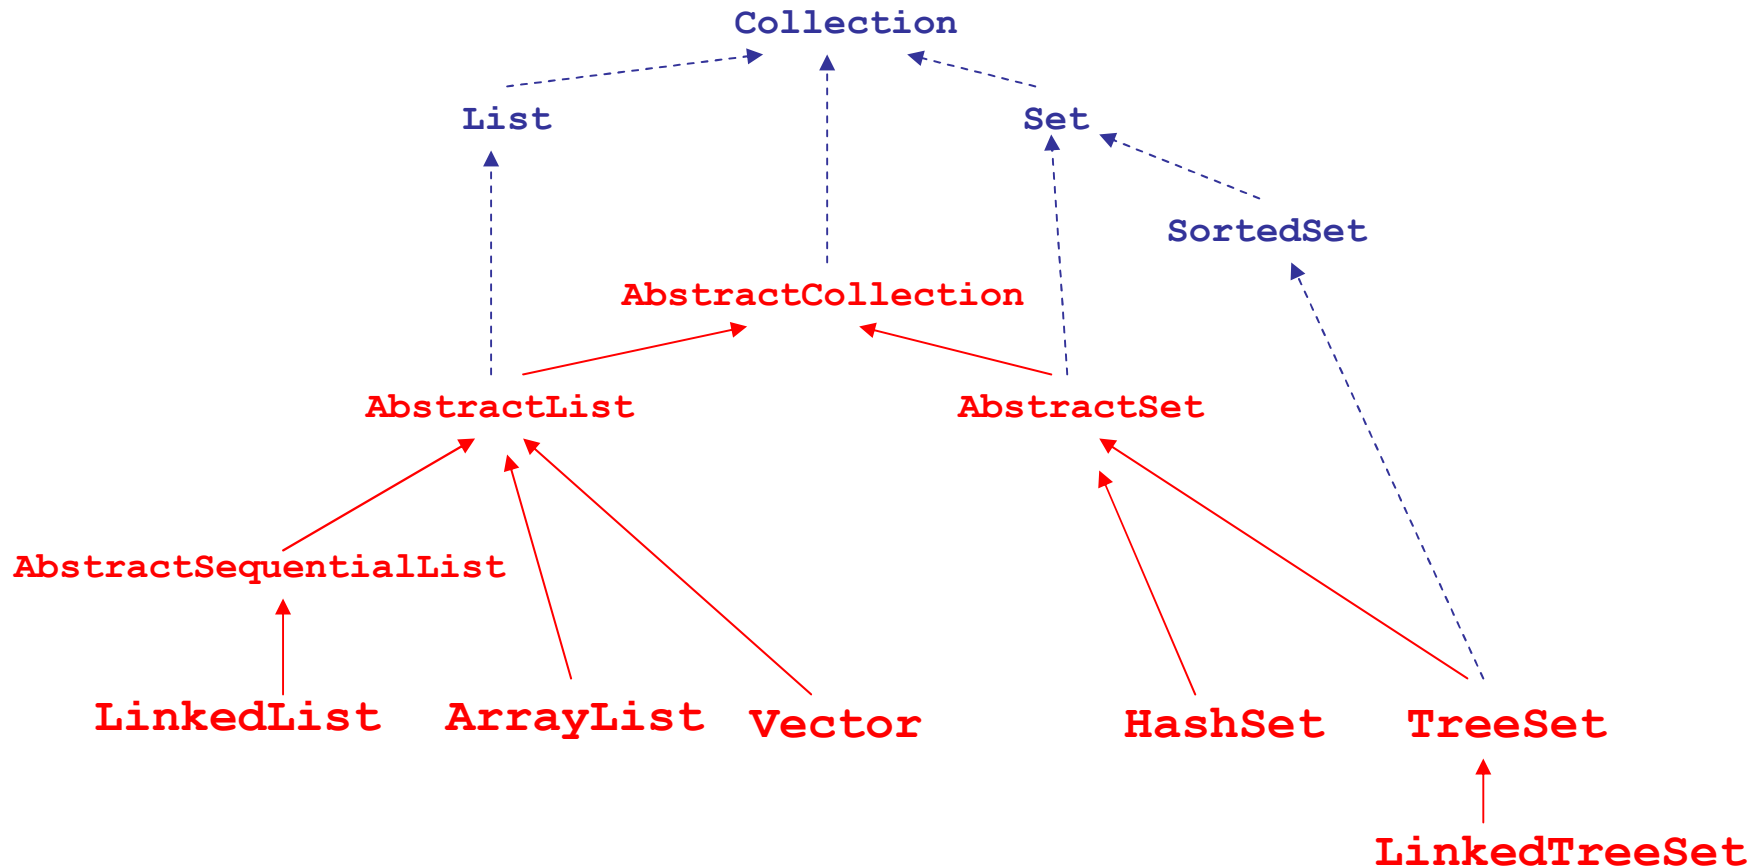 Collection
List
Set
SortedSet
AbstractCollection
AbstractList
AbstractSet
AbstractSequentialList
LinkedList
ArrayList
Vector
HashSet
TreeSet
LinkedTreeSet